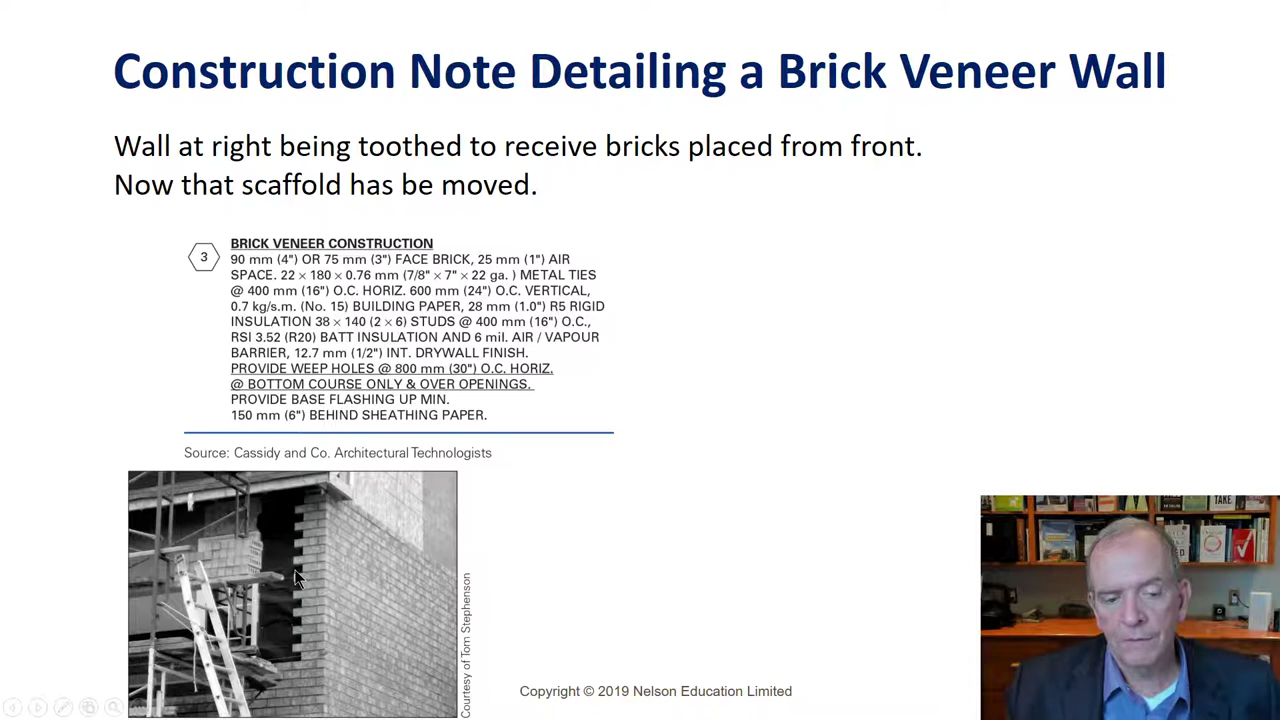 Construction Note Detailing a Brick Veneer Wall
Wall at right being toothed to receive bricks placed from front.
Now that scaffold has be moved.
3
BRICK VENEER CONSTRUCTION
90 mm (4") OR 75 mm (3") FACE BRICK, 25 mm (1") AIR
SPACE. 22 × 180 × 0.76 mm (7/8" × 7" × 22 ga. ) METAL TIES
@ 400 mm (16") O.C. HORIZ. 600 mm (24") O.C. VERTICAL,
0.7 kg/s.m. (No. 15) BUILDING PAPER, 28 mm (1.0") R5 RIGID
INSULATION 38 × 140 (2 × 6) STUDS @ 400 mm (16") O.C.,
RSI 3.52 (R20) BATT INSULATION AND 6 mil. AIR / VAPOUR
BARRIER, 12.7 mm (1/2") INT. DRYWALL FINISH.
PROVIDE WEEP HOLES @ 800 mm (30") O.C. HORIZ.
@ BOTTOM COURSE ONLY & OVER OPENINGS.
PROVIDE BASE FLASHING UP MIN.
150 mm (6") BEHIND SHEATHING PAPER.
Source: Cassidy and Co. Architectural Technologists
Courtesy of Tom Stephenson
TAKE
Copyright © 2019 Nelson Education Limited